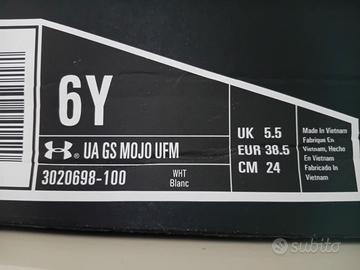 6Y
UA GS MOJO UFM
3020698-100
WHT
Blanc
UK 5.5
EUR 38.5
CM 24
Made In Vietnam
Fabrique En
Vietnam, Hecho
En Vietnam
Fabricado In
Vietnam
subito